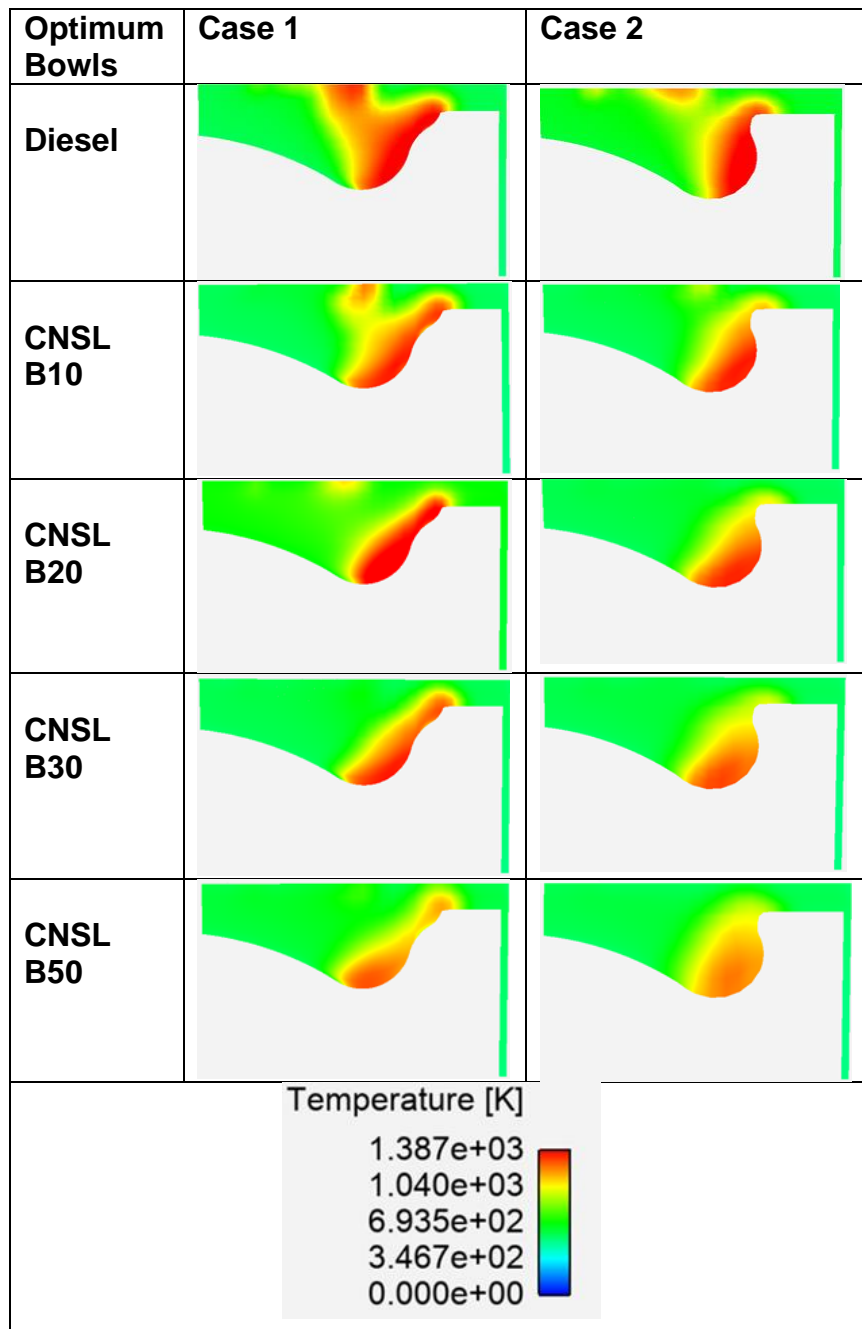 Optimum Bowls
Case 1
Case 2
Diesel
CNSL
B10
CNSL
B20
CNSL
B30
CNSL
B50
Temperature [K]
1.387e+03
1.040e+03
6.935e+02
3.467e+02
0.000e+00